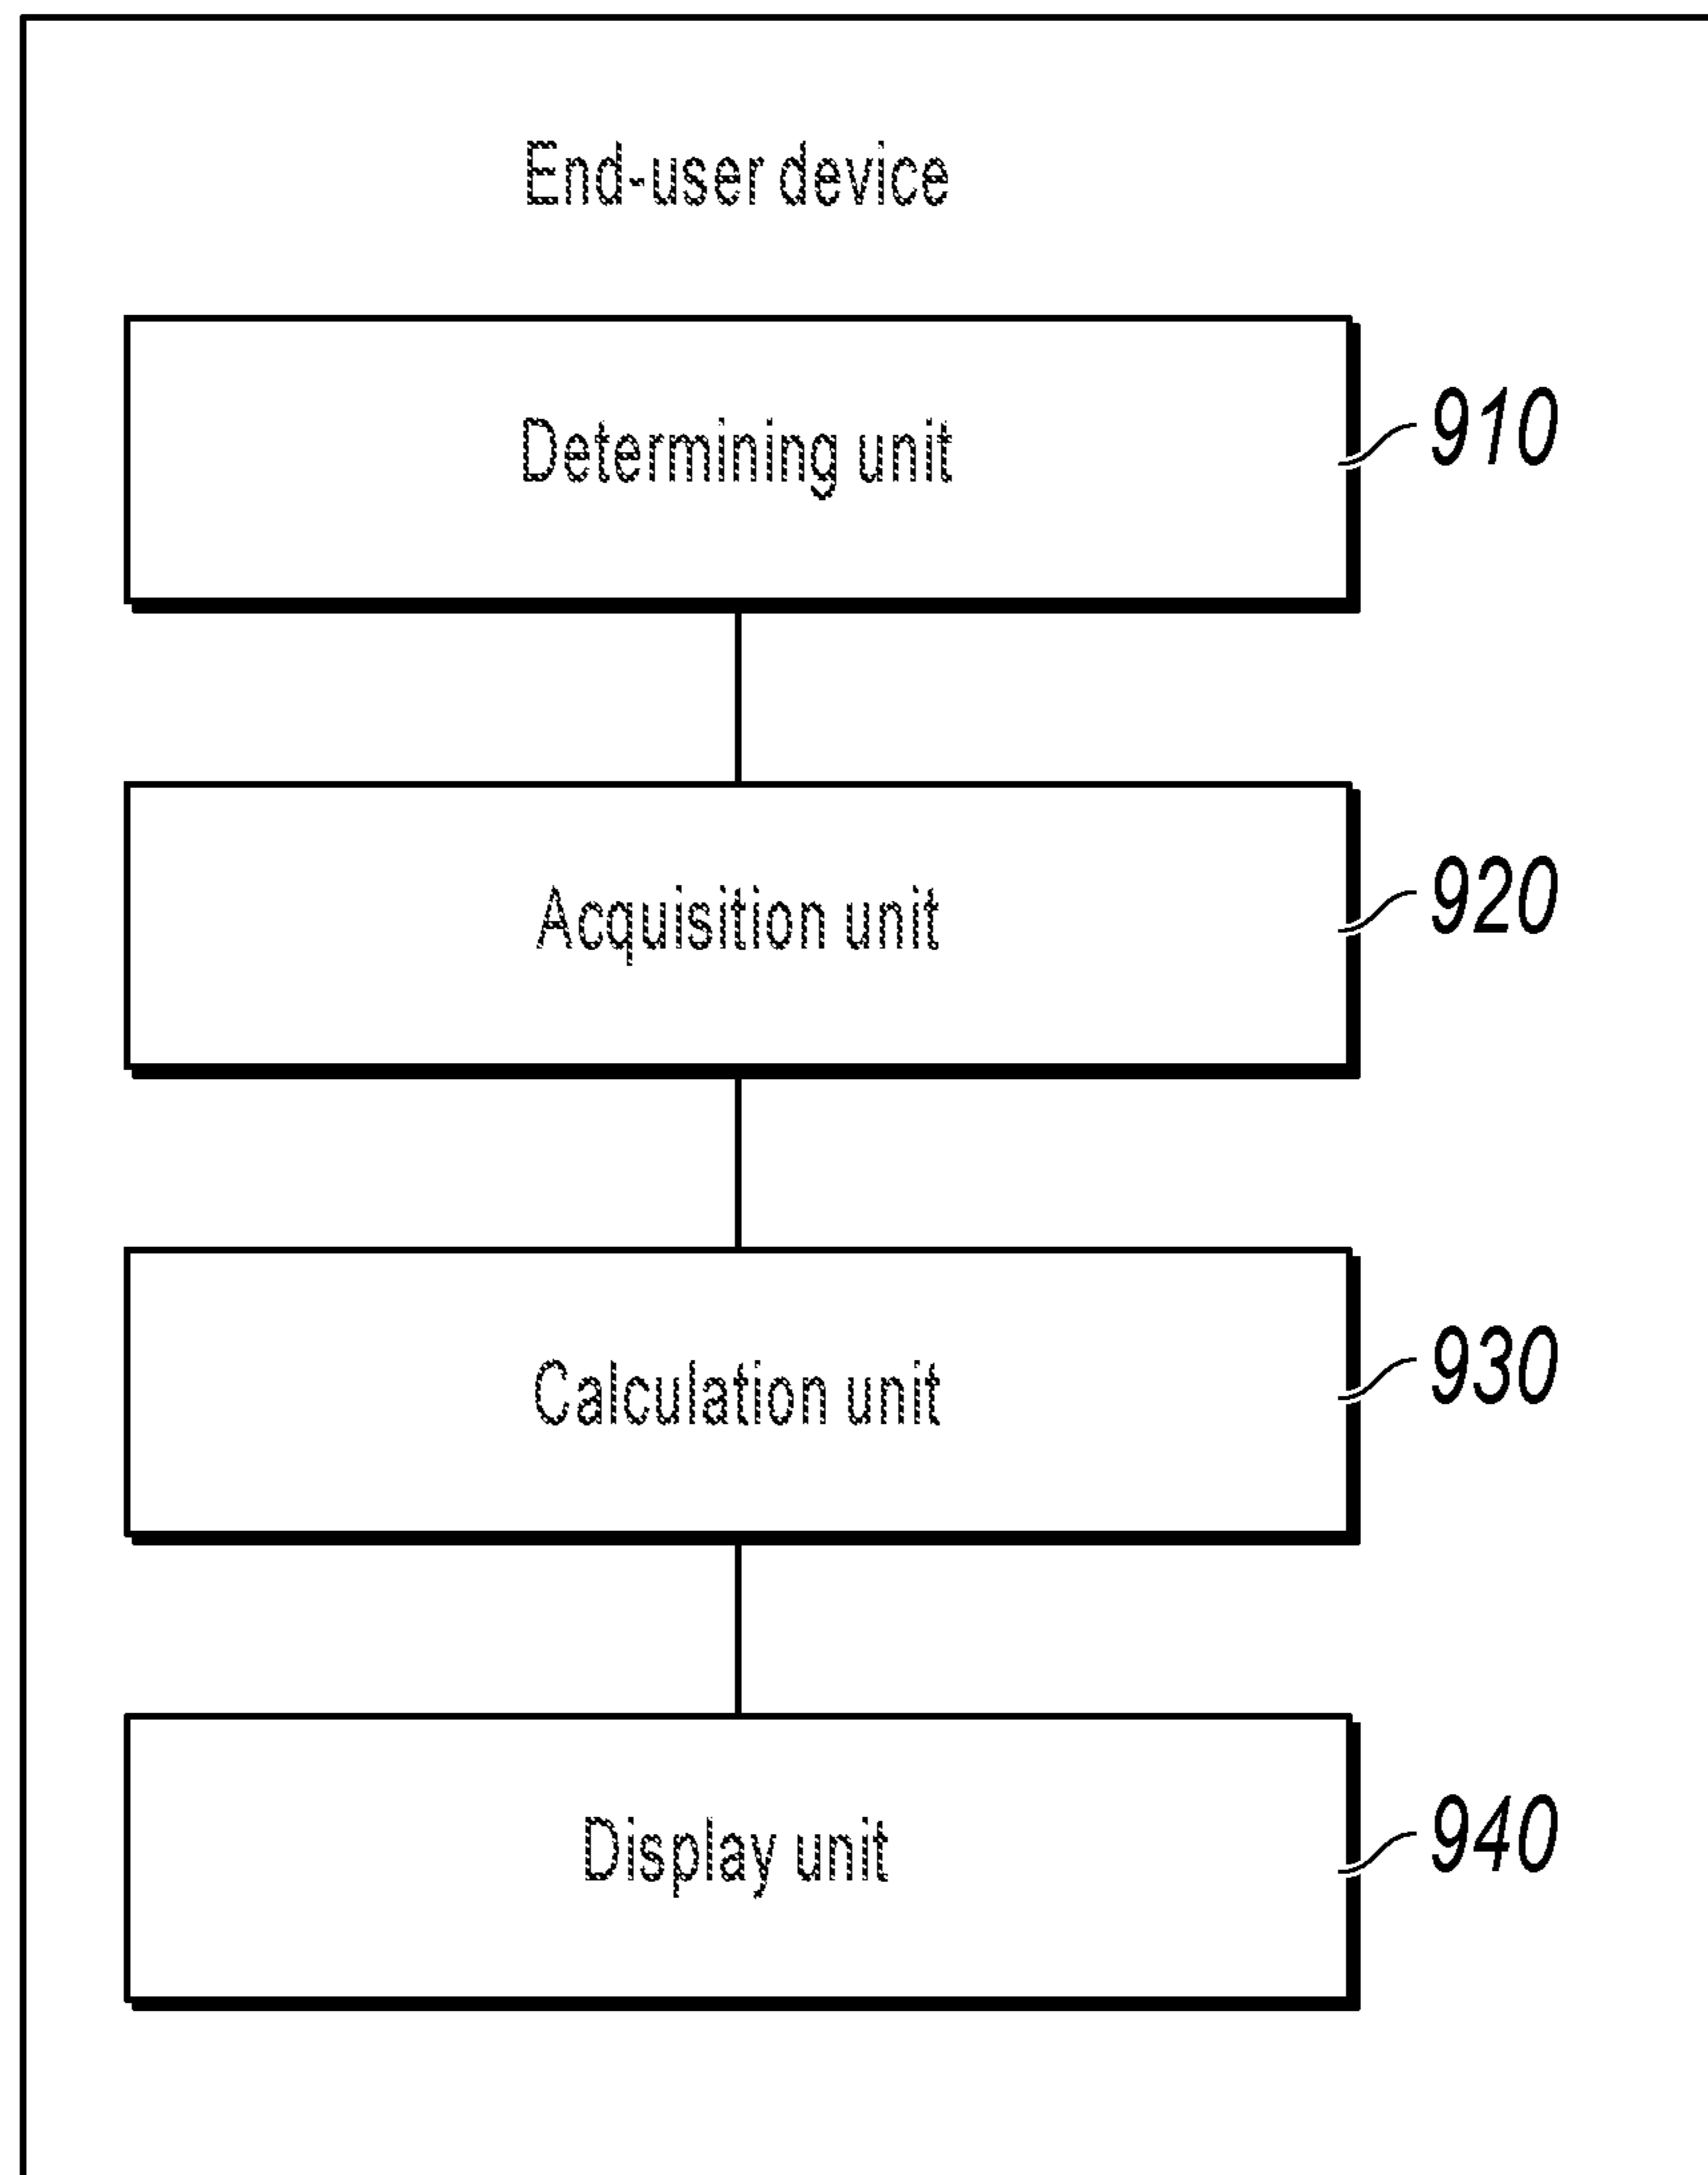 End-user device
Determining unit
910
Acquisition unit
920
Calculation unit
930
Display unit
940